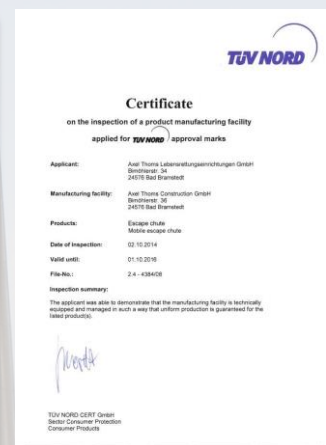 TÜV NORD
Certificate
on the inspection of a product manufacturing facility
applied for TÜV NORD approval marks
Applicant: Axel Thoms Lebensrettungseinrichtungen GmbH
Bimöhlerstr. 34
24576 Bad Bramstedt
Manufacturing facility: Axel Thoms Construction GmbH
Bimöhlerstr. 36
24576 Bad Bramstedt
Products: Escape chute
Mobile escape chute
Date of Inspection: 02.10.2014
Valid until: 01.10.2016
File-No.: 2.4 - 4384/08
Inspection summary:
The applicant was able to demonstrate that the manufacturing facility is technically
equipped and managed in such a way that uniform production is guaranteed for the
listed product(s).
TÜV NORD CERT GmbH
Sector Consumer Protection
Consumer Products